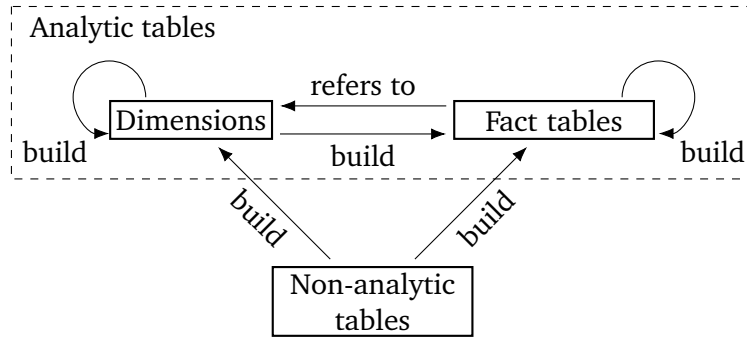 Analytic tables
refers to
Dimensions
Fact tables
build
build
build
build
build
Non-analytic
tables